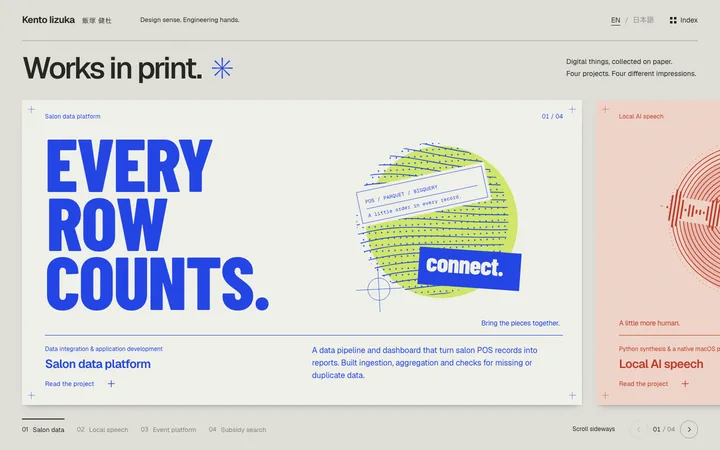 Kento Iizuka 飯塚 健杜
Design sense. Engineering hands.
EN / 日本語
Index
Works in print.
Digital things, collected on paper.
Four projects. Four different impressions.
Salon data platform
01 / 04
EVERY
ROW
COUNTS.
POS / PARQUET / BIGQUERY
A little order in every record.
connect.
Bring the pieces together.
Data integration & application development
Salon data platform
Read the project
A data pipeline and dashboard that turn salon POS records into
reports. Built ingestion, aggregation and checks for missing or
duplicate data.
Local AI speech
A little more human.
Python synthesis & a native macOS
Local AI speech
Read the project
01 Salon data
02 Local speech
03 Event platform
04 Subsidy search
Scroll sideways
01 / 04